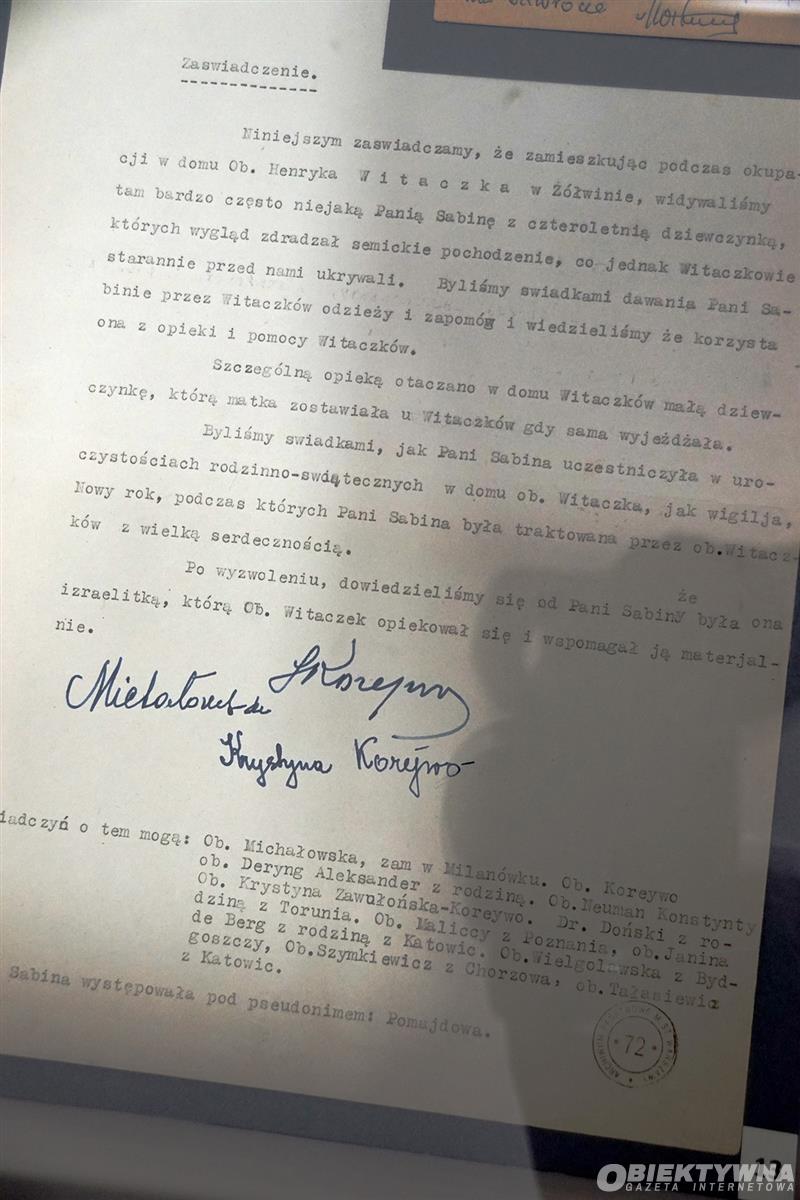 Zaswiadczenie.
Niniejszym zaswiadczamy, że zamieszkując podczas okupa-
cji w domu Ob. Henryka W i t a c z k a w Żółwinie, widywaliśmy
tam bardzo często niejaką Panią Sabinę z czteroletnią dziewczynką,
których wygląd zdradzał semickie pochodzenie, co jednak Witaczkowie
starannie przed nami ukrywali. Byliśmy swiadkami dawania Pani Sa-
binie przez Witaczków odzieży i zapomóg i wiedzieliśmy że korzysta
ona z opieki i pomocy Witaczków.
Szczególną opieką otaczano w domu Witaczków małą dziew-
czynkę, którą matka zostawiała u Witaczków gdy sama wyjeżdżała.
Byliśmy swiadkami, jak Pani Sabina uczestniczyła w uro-
czystościach rodzinno-swiątecznych w domu ob. Witaczka, jak wigilja,
Nowy rok, podczas których Pani Sabina była traktowana przez ob.Witacz-
ków z wielką serdecznością.
Po wyzwoleniu, dowiedzieliśmy się od Pani Sabiny że była ona
izraelitką, którą Ob. Witaczek opiekował się i wspomagał ją materjal-
nie.
Krystyna Koreywo
iadczyń o tem mogą: Ob. Michałowska, zam w Milanówku. Ob. Koreywo
ob. Deryng Aleksander z rodziną. Ob.Neuman Konstynty
Ob. Krystyna Zawułońska-Koreywo. Dr. Doński z ro-
dziną z Torunia. Ob. Maliccy z Poznania, ob.Janina
de Berg z rodziną z Katowic. Ob.Wielgolawska z Byd-
goszczy, Ob.Szymkiewicz z Chorzowa, ob.Tałasiewicz
z Katowic.
Sabina występowała pod pseudonimem: Pomajdowa.
ARCHIWUM PAŃSTWOWE M.ST. WARSZAWY
72
OBIEKTYWNA
GAZETA INTERNETOWA